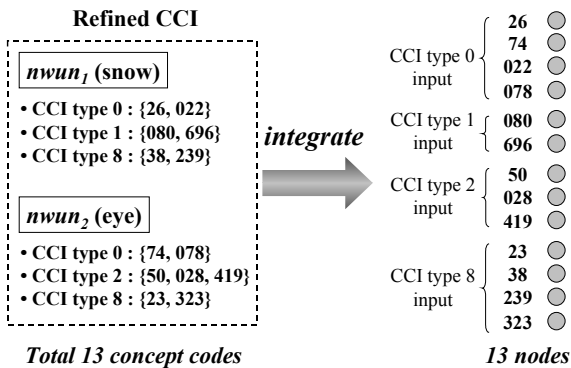 Refined CCI
nwun1 (snow)
• CCI type 0 : {26, 022}
• CCI type 1 : {080, 696}
• CCI type 8 : {38, 239}
nwun2 (eye)
• CCI type 0 : {74, 078}
• CCI type 2 : {50, 028, 419}
• CCI type 8 : {23, 323}
Total 13 concept codes
integrate
CCI type 0
input
26
74
022
078
CCI type 1
input
080
696
CCI type 2
input
50
028
419
CCI type 8
input
23
38
239
323
13 nodes